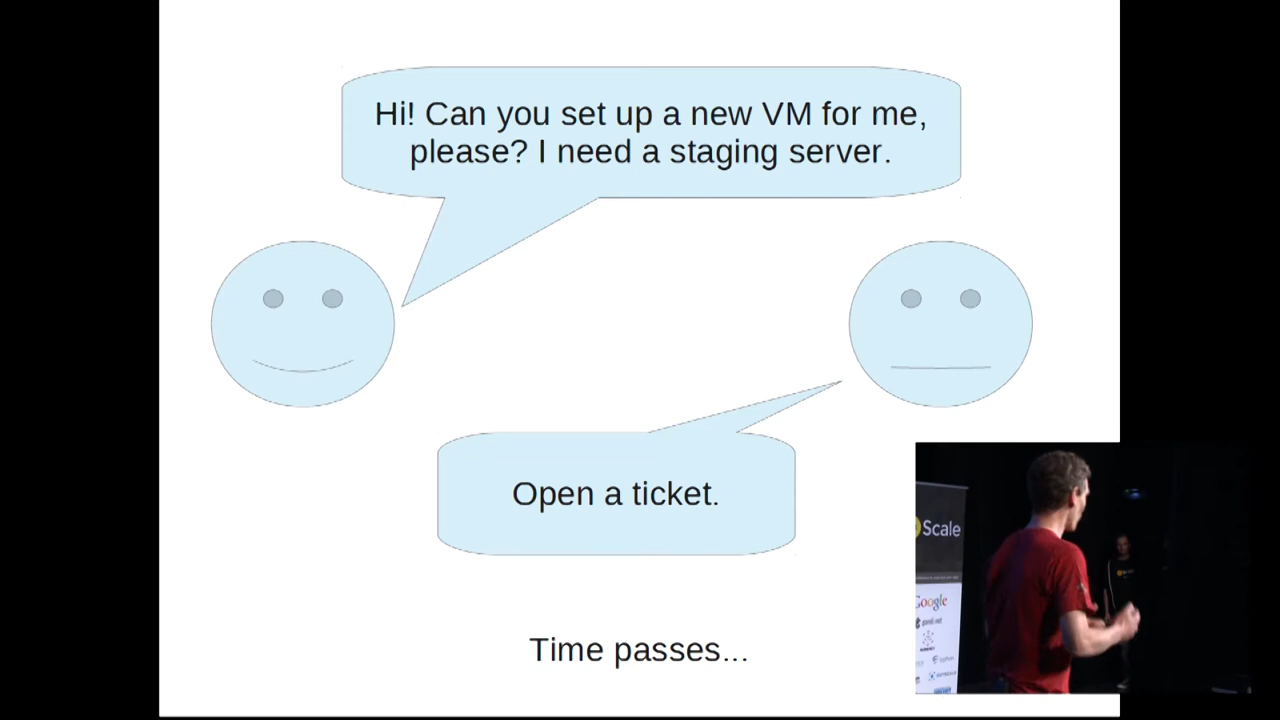 Hi! Can you set up a new VM for me,
please? I need a staging server.
Open a ticket.
Time passes...
Scale
Google